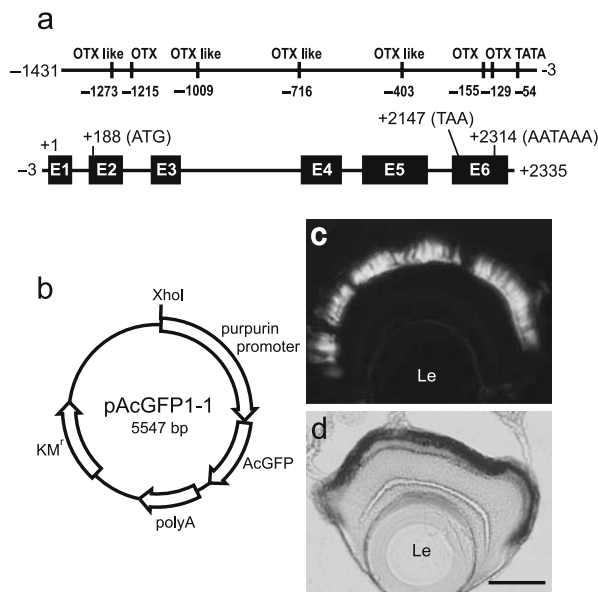 a
OTX like OTX OTX like OTX like OTX like OTX OTX TATA
–1431 -3
–1273 –1215 –1009 –716 –403 –155 –129 –54
+2147 (TAA)
+1 +188 (ATG) +2314 (AATAAA)
–3 E1 E2 E3 E4 E5 E6 +2335
b
XhoI
purpurin
promoter
pAcGFP1-1
5547 bp
KMr
AcGFP
polyA
c
Le
d
Le